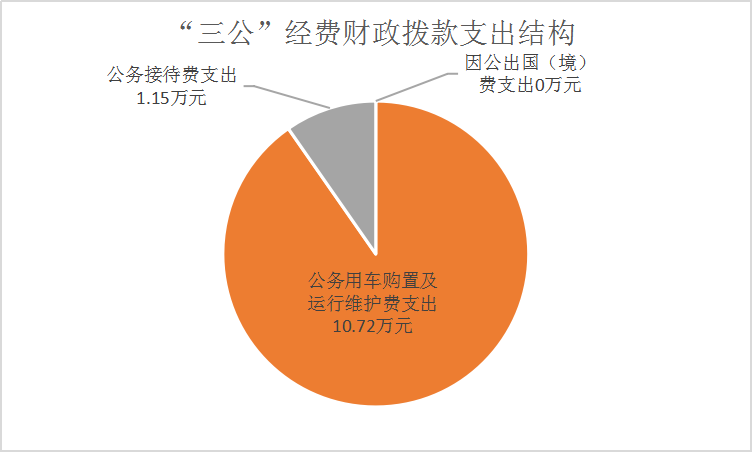 “三公”经费财政拨款支出结构
公务接待费支出
1.15万元
因公出国（境）
费支出0万元
公务用车购置及
运行维护费支出
10.72万元